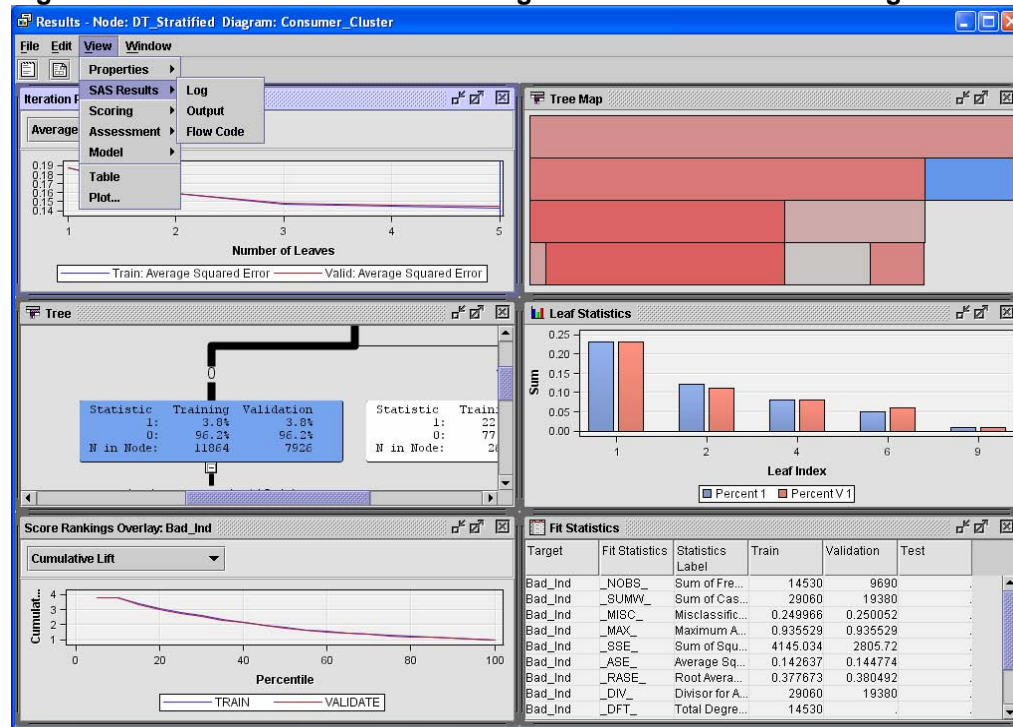 Results - Node: DT_Stratified Diagram: Consumer_Cluster
File Edit View Window
Properties
SAS Results
Scoring
Assessment
Model
Table
Plot...
Log
Output
Flow Code
Iteration
Average
0.19
0.17
0.16
0.15
0.14
1 2 3 4 5
Number of Leaves
Train: Average Squared Error Valid: Average Squared Error
Tree Map
Tree
0
Statistic Training Validation
1: 3.8% 3.8%
0: 96.2% 96.2%
N in Node: 11864 7926
Statistic Train:
1: 22
0: 77
N in Node: 26
Leaf Statistics
Sum
0.25
0.20
0.15
0.10
0.05
0.00
1 2 4 6 9
Leaf Index
Percent 1 Percent V 1
Score Rankings Overlay: Bad_Ind
Cumulative Lift
Cumulat...
4
3
2
1
0 20 40 60 80 100
Percentile
TRAIN VALIDATE
Fit Statistics
Target Fit Statistics Statistics Label Train Validation Test
Bad_Ind _NOBS_ Sum of Fre... 14530 9690 .
Bad_Ind _SUMW_ Sum of Cas... 29060 19380 .
Bad_Ind _MISC_ Misclassific... 0.249966 0.250052 .
Bad_Ind _MAX_ Maximum A... 0.935529 0.935529 .
Bad_Ind _SSE_ Sum of Squ... 4145.034 2805.72 .
Bad_Ind _ASE_ Average Sq... 0.142637 0.144774 .
Bad_Ind _RASE_ Root Avera... 0.377673 0.380492 .
Bad_Ind _DIV_ Divisor for A... 29060 19380 .
Bad_Ind _DFT_ Total Degre... 14530 . .